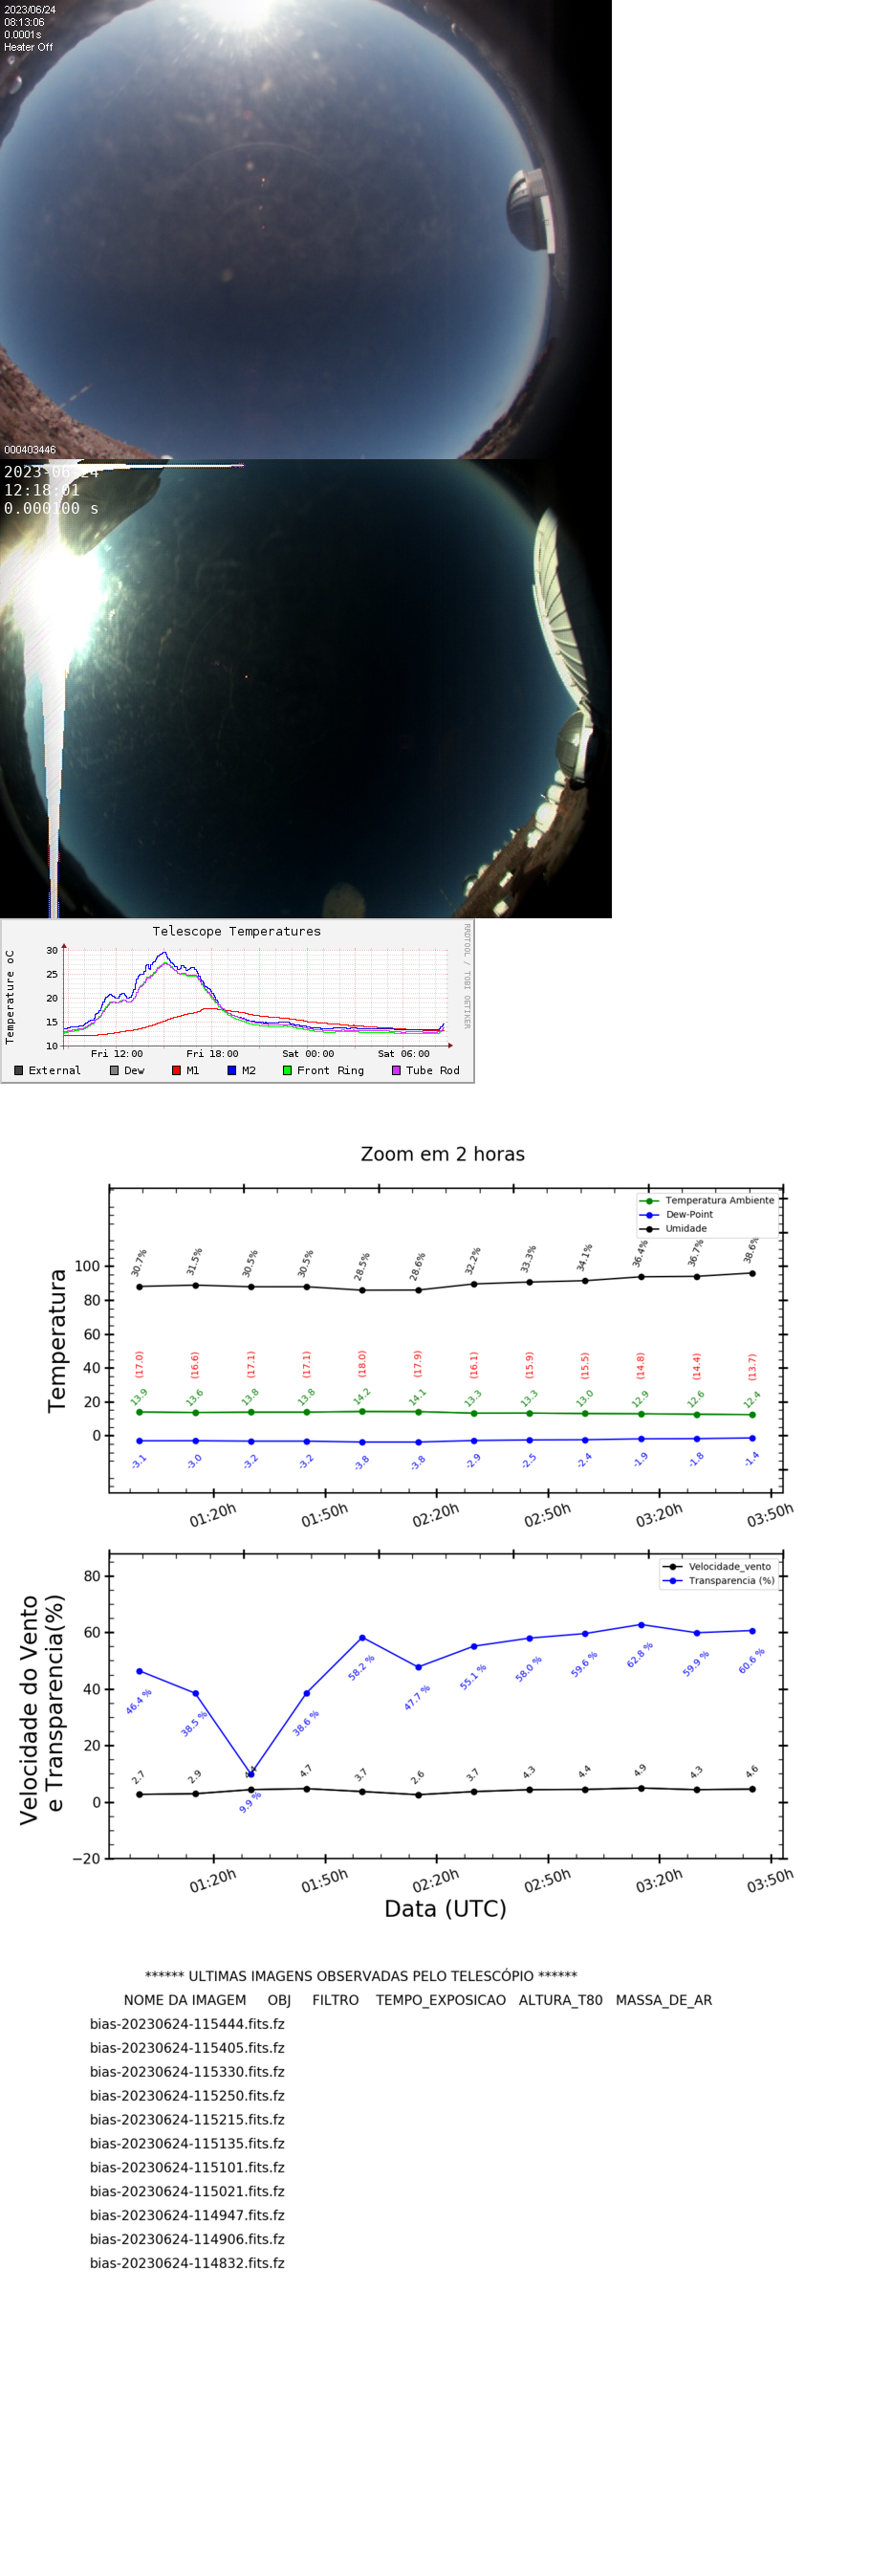 2023/06/24
08:13:06
0.0001s
Heater Off
000403446
2023-06-24
12:18:01
0.000100 s
Telescope Temperatures
RRDTOOL / TOBI OETIKER
Temperature oC
30
25
20
15
10
Fri 12:00 Fri 18:00 Sat 00:00 Sat 06:00
External Dew M1 M2 Front Ring Tube Rod
Zoom em 2 horas
Temperatura Ambiente
Dew-Point
Umidade
Temperatura
100
80
60
40
20
0
30.7% 31.5% 30.5% 30.5% 28.5% 28.6% 32.2% 33.3% 34.1% 36.4% 36.7% 38.6%
(17.0) (16.6) (17.1) (17.1) (18.0) (17.9) (16.1) (15.9) (15.5) (14.8) (14.4) (13.7)
13.9 13.6 13.8 13.8 14.2 14.1 13.3 13.3 13.0 12.9 12.6 12.4
-3.1 -3.0 -3.2 -3.2 -3.8 -3.8 -2.9 -2.5 -2.4 -1.9 -1.8 -1.4
01:20h 01:50h 02:20h 02:50h 03:20h 03:50h
Velocidade_vento
Transparencia (%)
Velocidade do Vento
e Transparencia(%)
80
60
40
20
0
−20
46.4 % 38.5 % 9.9 % 38.6 % 58.2 % 47.7 % 55.1 % 58.0 % 59.6 % 62.8 % 59.9 % 60.6 %
2.7 2.9 4.4 4.7 3.7 2.6 3.7 4.3 4.4 4.9 4.3 4.6
01:20h 01:50h 02:20h 02:50h 03:20h 03:50h
Data (UTC)
****** ULTIMAS IMAGENS OBSERVADAS PELO TELESCÓPIO ******
NOME DA IMAGEM OBJ FILTRO TEMPO_EXPOSICAO ALTURA_T80 MASSA_DE_AR
bias-20230624-115444.fits.fz
bias-20230624-115405.fits.fz
bias-20230624-115330.fits.fz
bias-20230624-115250.fits.fz
bias-20230624-115215.fits.fz
bias-20230624-115135.fits.fz
bias-20230624-115101.fits.fz
bias-20230624-115021.fits.fz
bias-20230624-114947.fits.fz
bias-20230624-114906.fits.fz
bias-20230624-114832.fits.fz